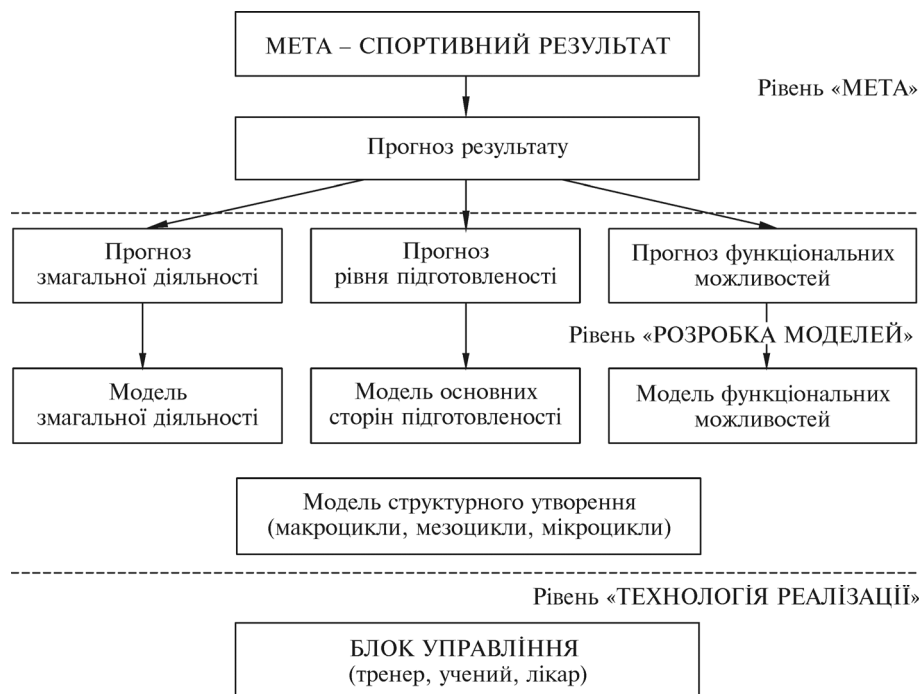 МЕТА – СПОРТИВНИЙ РЕЗУЛЬТАТ
Рівень «МЕТА»
Прогноз результату
Прогноз
змагальної діяльності
Прогноз
рівня підготовленості
Прогноз функціональних
можливостей
Рівень «РОЗРОБКА МОДЕЛЕЙ»
Модель
змагальної діяльності
Модель основних
сторін підготовленості
Модель функціональних
можливостей
Модель структурного утворення
(макроцикли, мезоцикли, мікроцикли)
Рівень «ТЕХНОЛОГІЯ РЕАЛІЗАЦІЇ»
БЛОК УПРАВЛІННЯ
(тренер, учений, лікар)